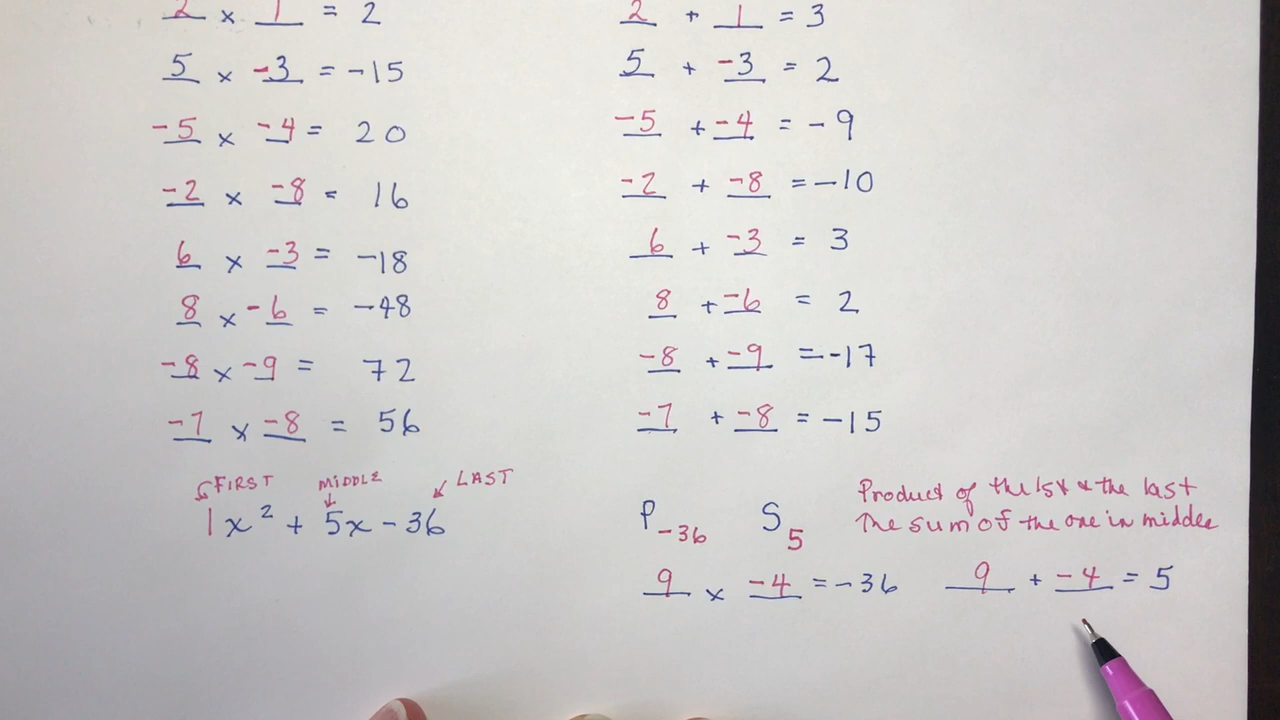 2 x 1 = 2 2 + 1 = 3
5 x -3 = -15 5 + -3 = 2
-5 x -4 = 20 -5 + -4 = -9
-2 x -8 = 16 -2 + -8 = -10
6 x -3 = -18 6 + -3 = 3
8 x -6 = -48 8 + -6 = 2
-8 x -9 = 72 -8 + -9 = -17
-7 x -8 = 56 -7 + -8 = -15
FIRST MIDDLE LAST
1x² + 5x - 36
P-36 S5
Product of the 1st & the last
The sum of the one in middle
9 x -4 = -36 9 + -4 = 5